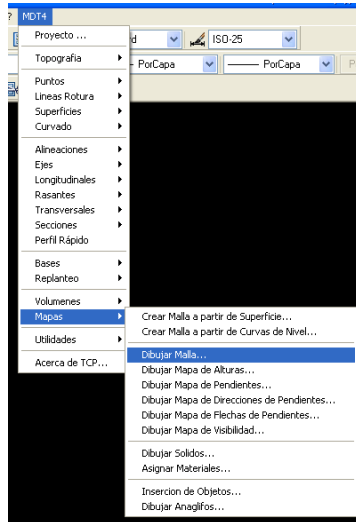 ? MDT4
Proyecto ...
ISO-25
Topografía
PorCapa
PorCapa
Puntos
Lineas Rotura
Superficies
Curvado
Alineaciones
Ejes
Longitudinales
Rasantes
Transversales
Secciones
Perfil Rápido
Bases
Replanteo
Volumenes
Mapas
Utilidades
Acerca de TCP...
Crear Malla a partir de Superficie...
Crear Malla a partir de Curvas de Nivel...
Dibujar Malla...
Dibujar Mapa de Alturas...
Dibujar Mapa de Pendientes...
Dibujar Mapa de Direcciones de Pendientes...
Dibujar Mapa de Flechas de Pendientes...
Dibujar Mapa de Visibilidad...
Dibujar Solidos...
Asignar Materiales...
Insercion de Objetos...
Dibujar Anaglifos...